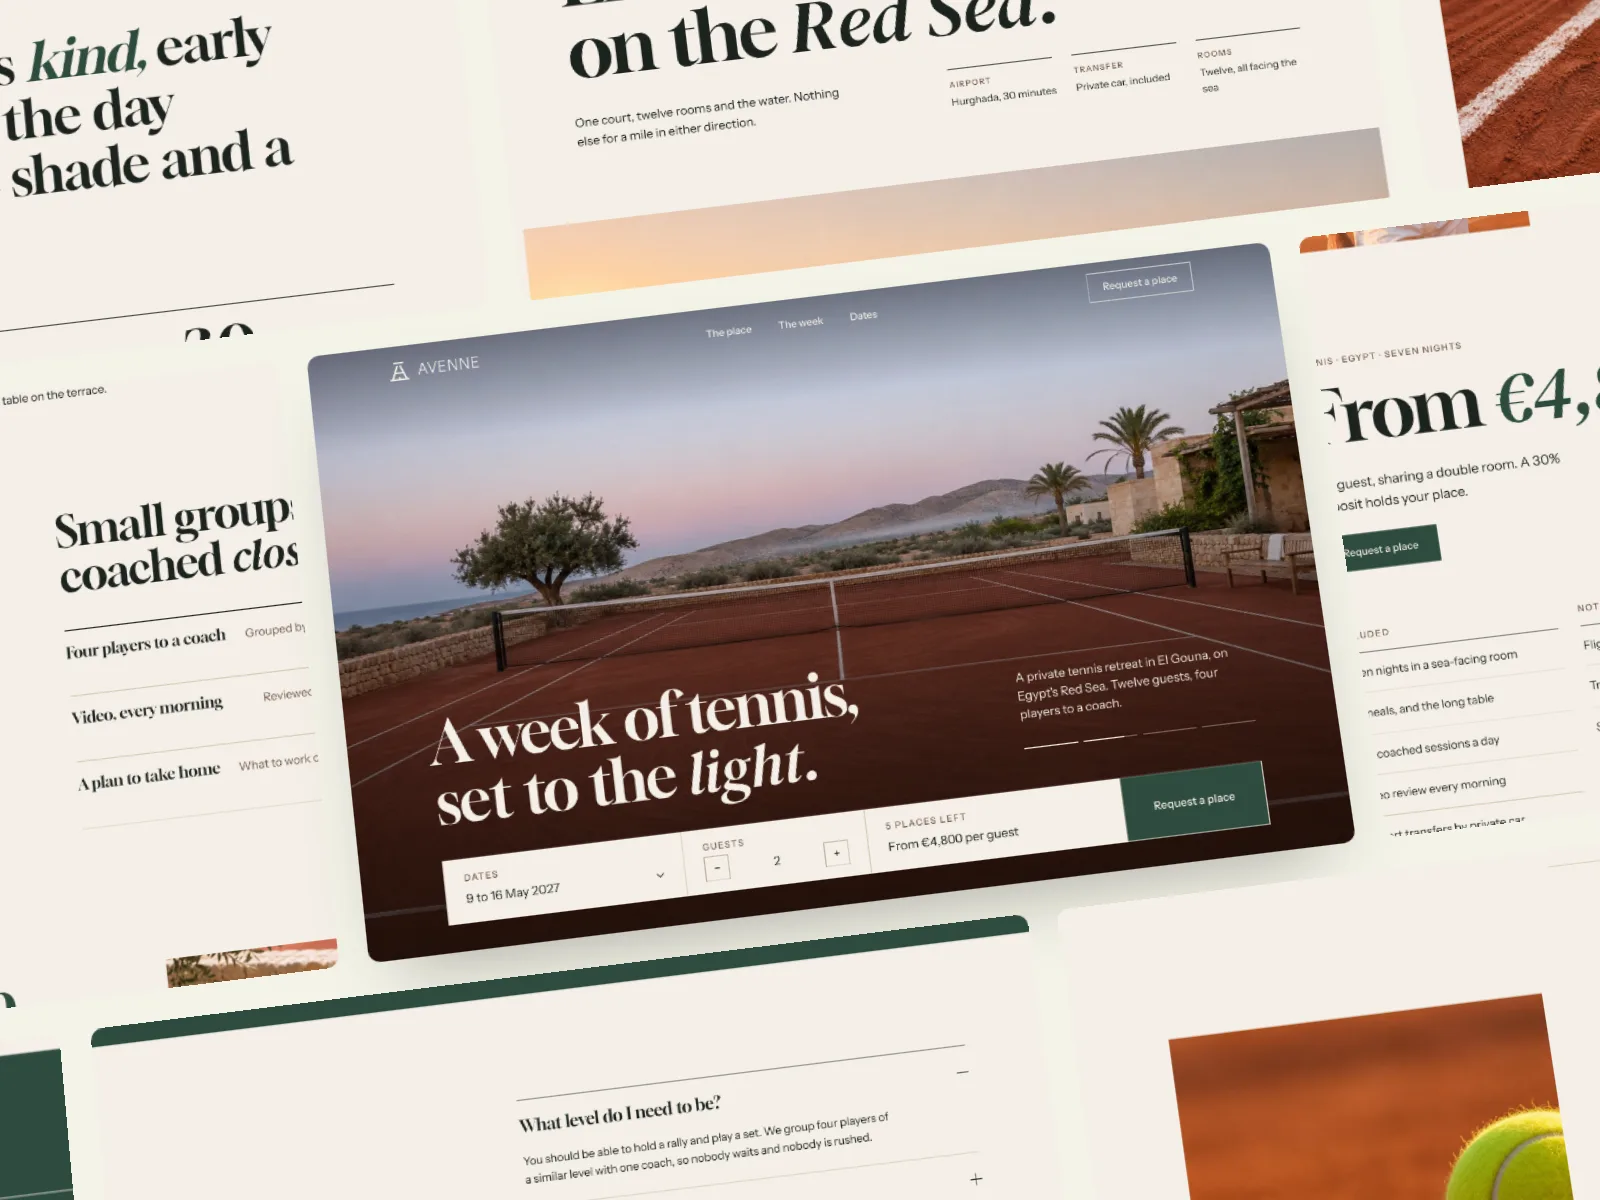 kind, early
the day
shade and a
on the Red Sea.
One court, twelve rooms and the water. Nothing
else for a mile in either direction.
AIRPORT
Hurghada, 30 minutes
TRANSFER
Private car, included
ROOMS
Twelve, all facing the
sea
table on the terrace.
Small groups
coached
Four players to a coach
Grouped by
Video, every morning
Reviewed
A plan to take home
What to work
AVENNE
The place
The week
Dates
Request a place
A week of tennis,
set to the light.
A private tennis retreat in El Gouna, on
Egypt's Red Sea. Twelve guests, four
players to a coach.
DATES
9 to 16 May 2027
GUESTS
−
2
+
5 PLACES LEFT
From €4,800 per guest
Request a place
EGYPT · SEVEN NIGHTS
From €4,8
guest, sharing a double room. A 30%
holds your place.
Request a place
nights in a sea-facing room
and the long table
coached sessions a day
review every morning
transfers by private car
What level do I need to be?
You should be able to hold a rally and play a set. We group four players of
a similar level with one coach, so nobody waits and nobody is rushed.